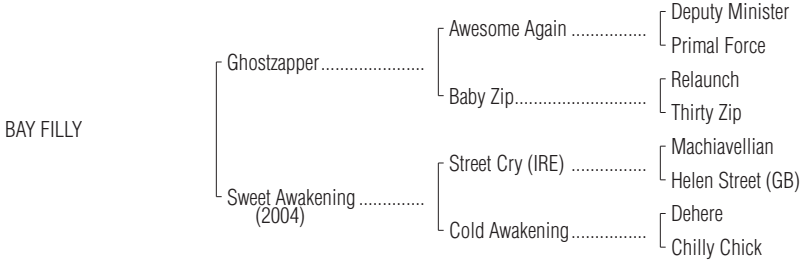 Deputy Minister
Awesome Again ................
Primal Force
Ghostzapper......................
Relaunch
Baby Zip............................
Thirty Zip
BAY FILLY
Machiavellian
Street Cry (IRE) ................
Helen Street (GB)
Sweet Awakening ..............
(2004)
Dehere
Cold Awakening................
Chilly Chick